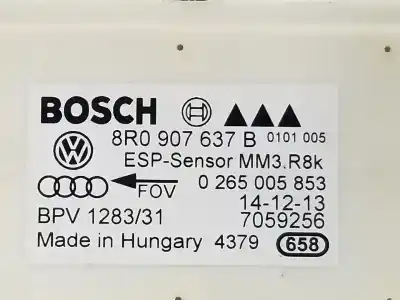 BOSCH
8R0 907 637 B 0101 005
ESP-Sensor MM3.R8k
FOV 0 265 005 853
14-12-13
BPV 1283/31 7059256
Made in Hungary 4379 658